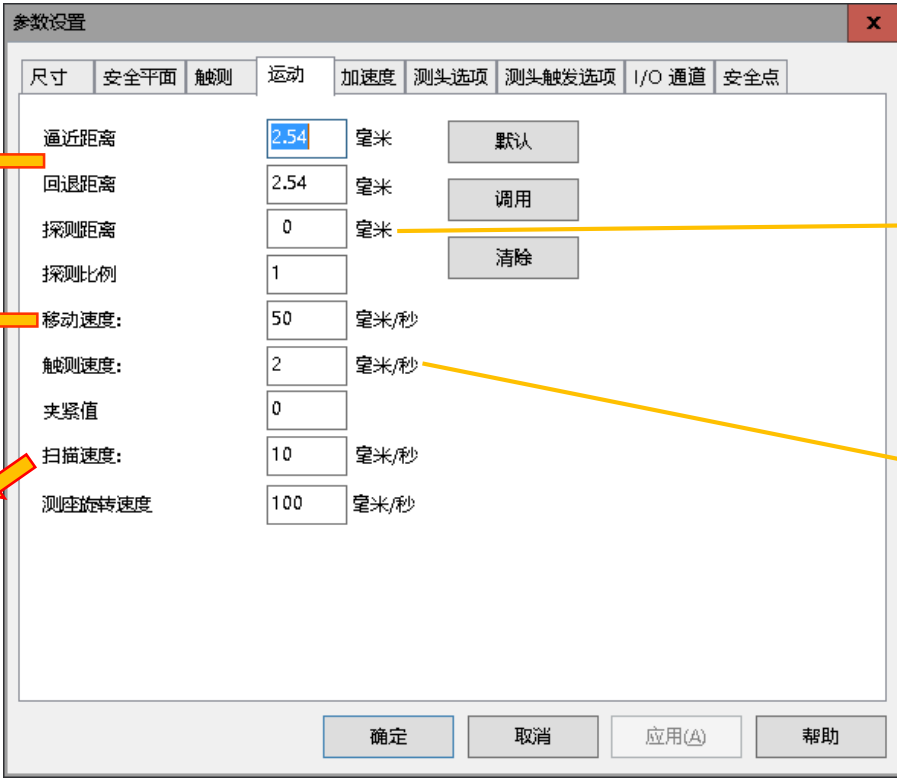 参数设置 x
尺寸 安全平面 触测 运动 加速度 测头选项 测头触发选项 I/O 通道 安全点
逼近距离 2.54 毫米 默认
回退距离 2.54 毫米 调用
探测距离 0 毫米
清除
探测比例 1
移动速度: 50 毫米/秒
触测速度: 2 毫米/秒
夹紧值 0
扫描速度: 10 毫米/秒
测座旋转速度 100 毫米/秒
确定 取消 应用(A) 帮助